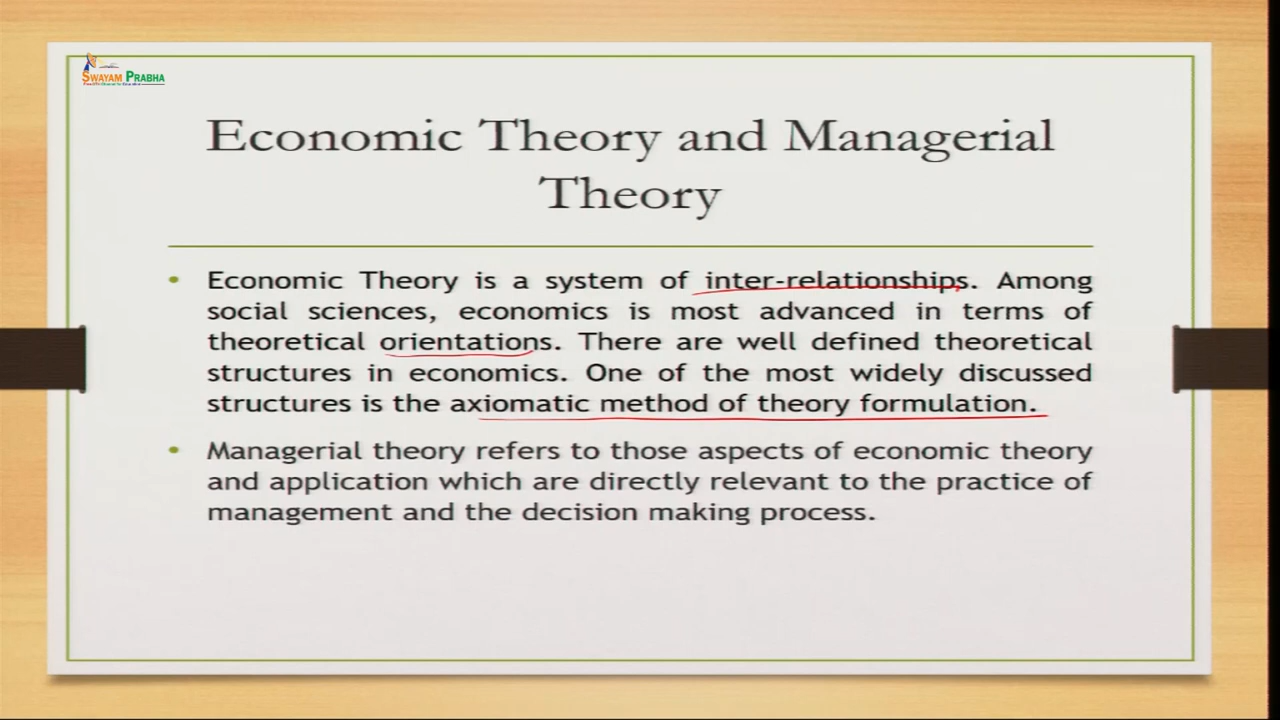 SWAYAM PRABHA
Economic Theory and Managerial
Theory
• Economic Theory is a system of inter-relationships. Among
social sciences, economics is most advanced in terms of
theoretical orientations. There are well defined theoretical
structures in economics. One of the most widely discussed
structures is the axiomatic method of theory formulation.
• Managerial theory refers to those aspects of economic theory
and application which are directly relevant to the practice of
management and the decision making process.